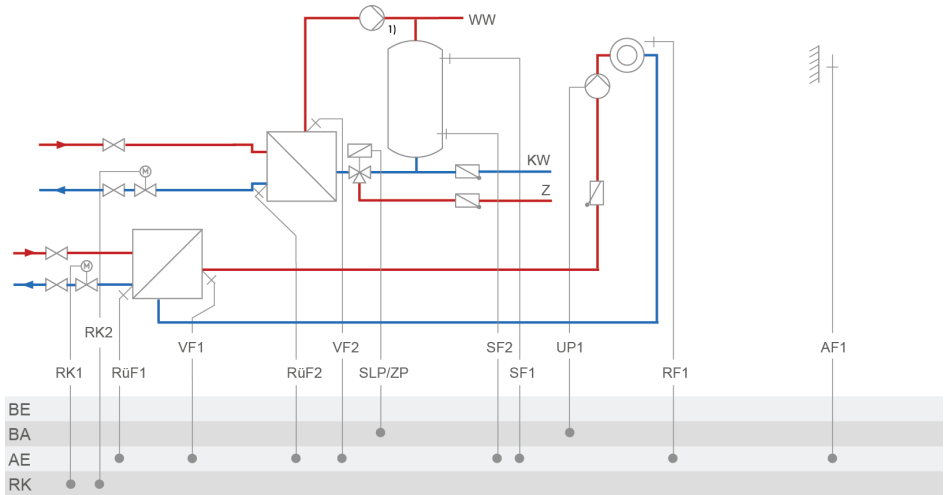 1)
WW
M
KW
Z
M
RK2
VF1
VF2
SF2
UP1
AF1
RK1
RüF1
RüF2
SLP/ZP
SF1
RF1
BE
BA
AE
RK